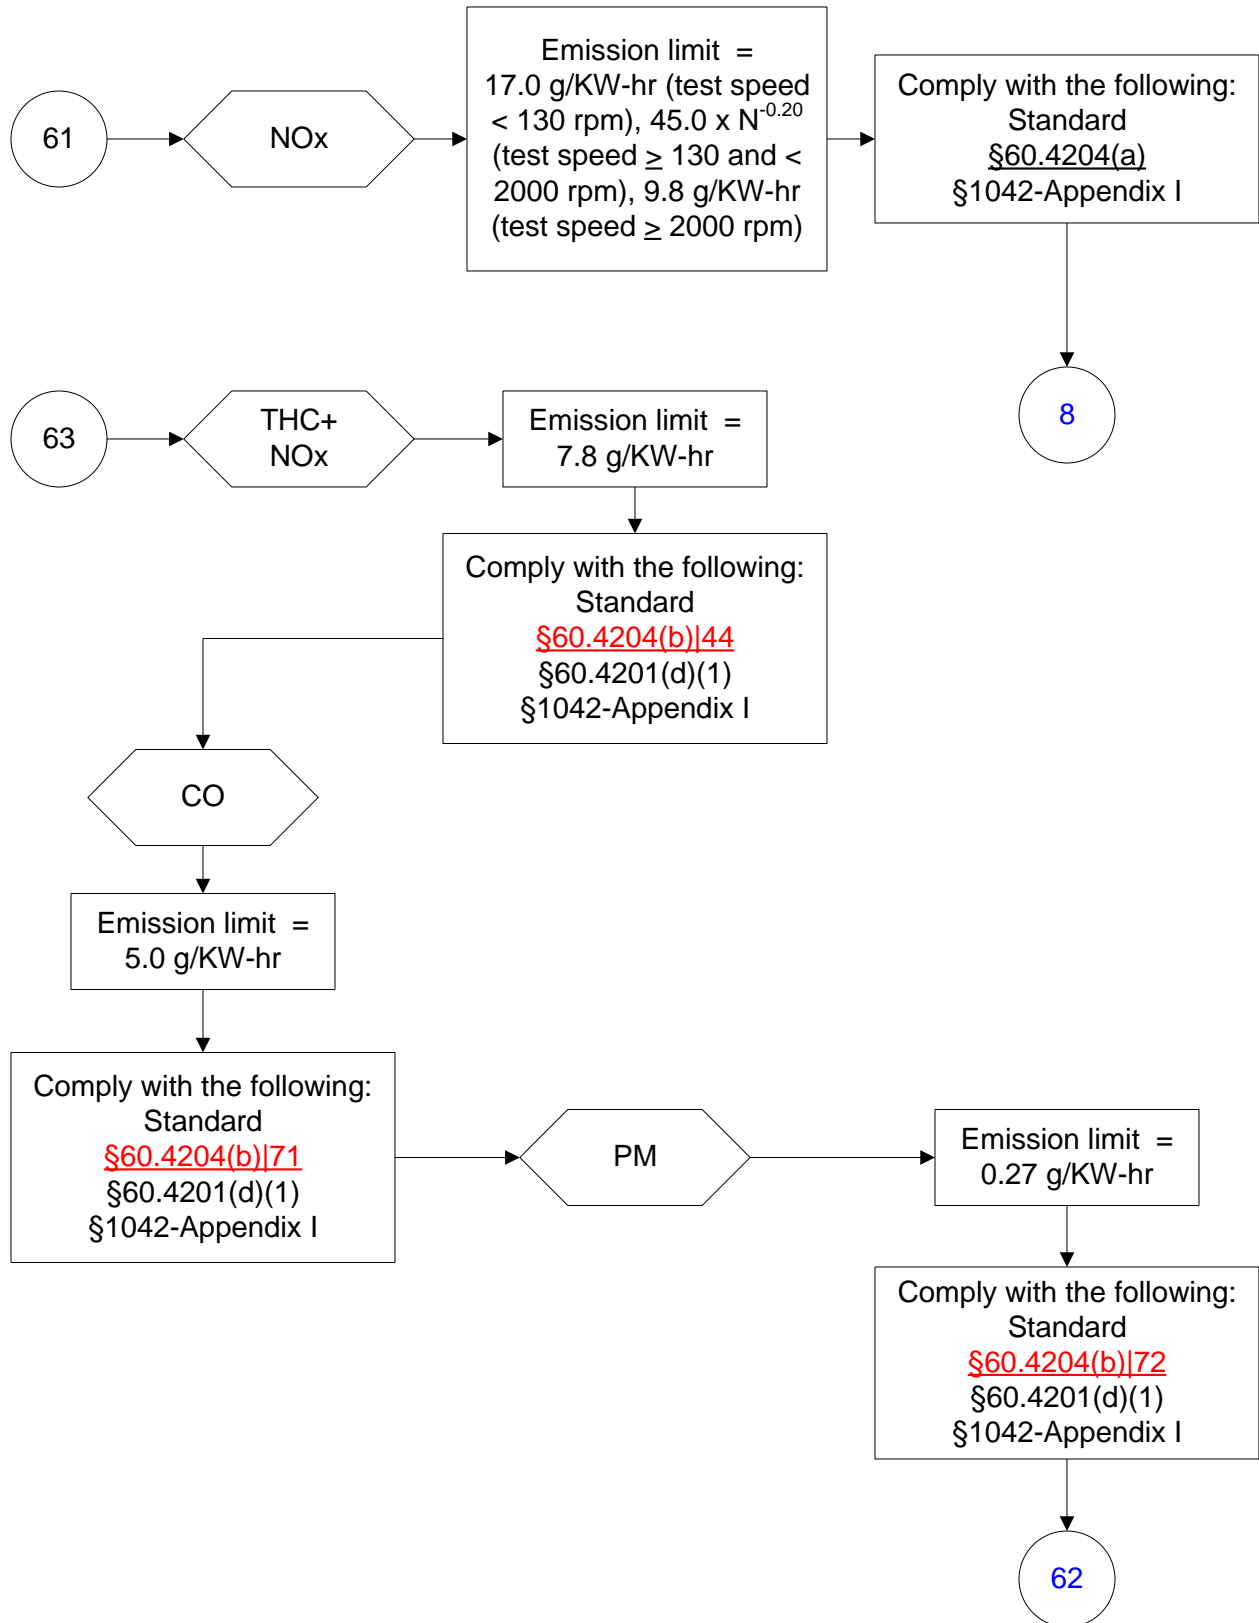 61
NOx
Emission limit =
17.0 g/KW-hr (test speed
< 130 rpm), 45.0 x N-0.20
(test speed ≥ 130 and <
2000 rpm), 9.8 g/KW-hr
(test speed ≥ 2000 rpm)
Comply with the following:
Standard
§60.4204(a)
§1042-Appendix I
8
63
THC+
NOx
Emission limit =
7.8 g/KW-hr
Comply with the following:
Standard
§60.4204(b)|44
§60.4201(d)(1)
§1042-Appendix I
CO
Emission limit =
5.0 g/KW-hr
Comply with the following:
Standard
§60.4204(b)|71
§60.4201(d)(1)
§1042-Appendix I
PM
Emission limit =
0.27 g/KW-hr
Comply with the following:
Standard
§60.4204(b)|72
§60.4201(d)(1)
§1042-Appendix I
62